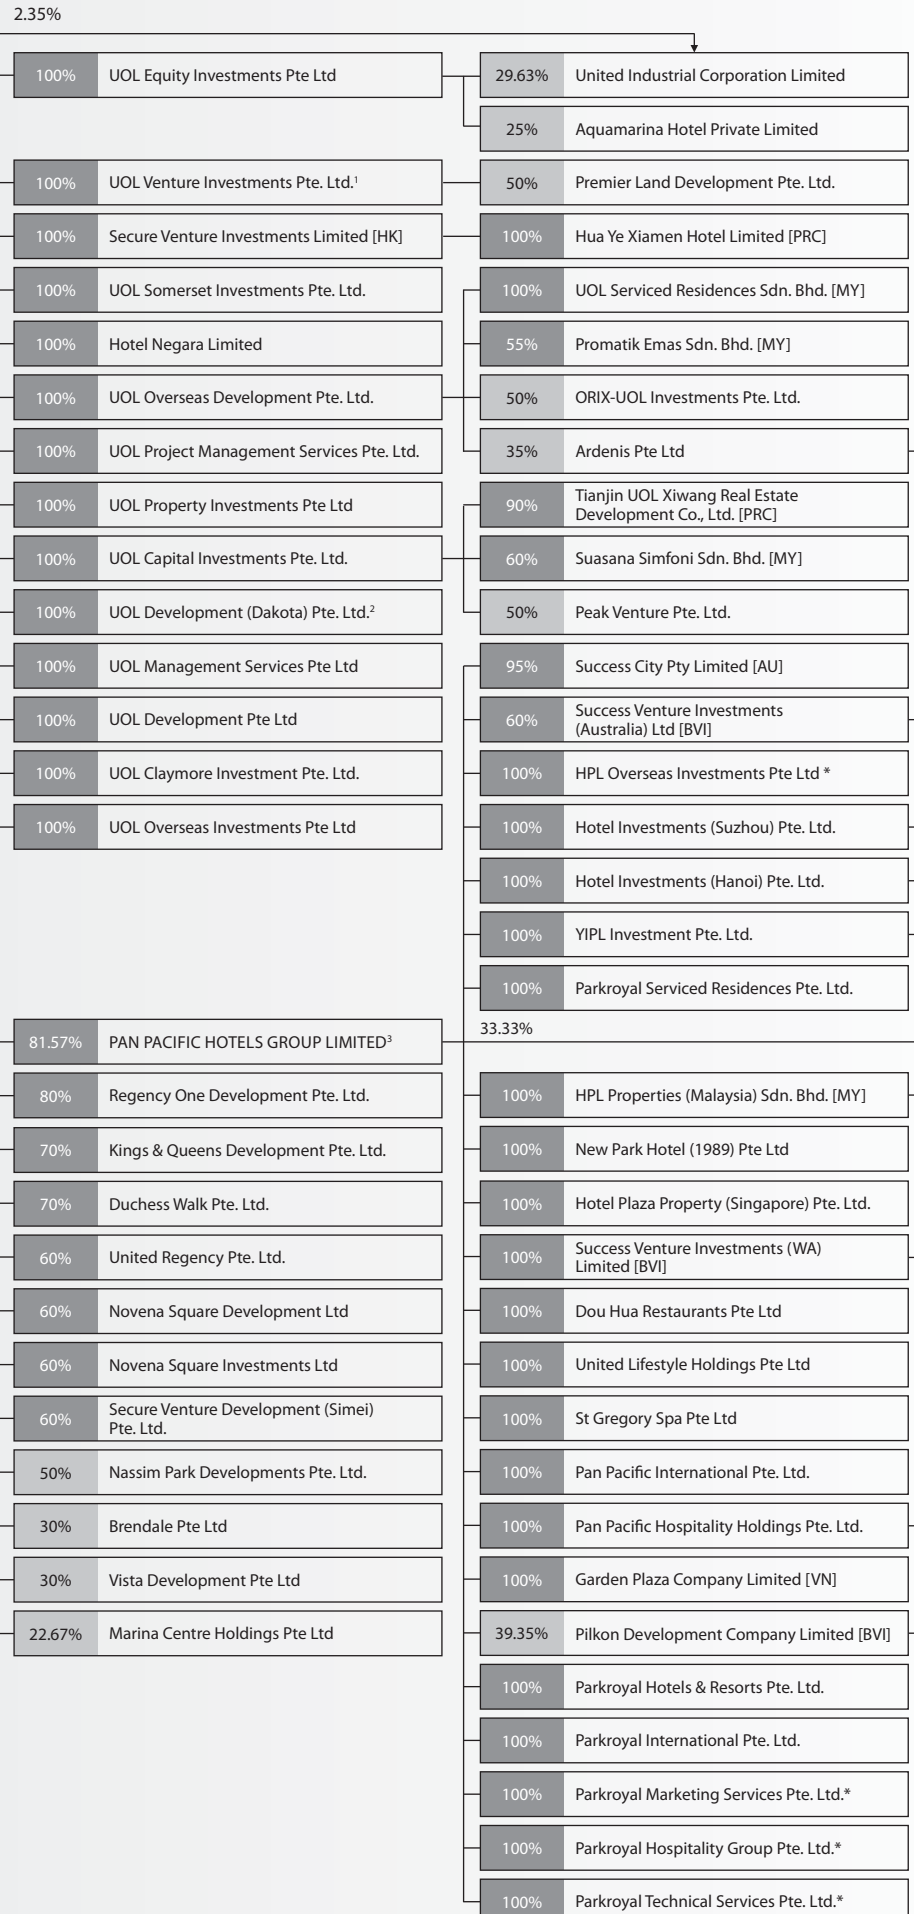 2.35%
100% UOL Equity Investments Pte Ltd
29.63% United Industrial Corporation Limited
25% Aquamarina Hotel Private Limited
100% UOL Venture Investments Pte. Ltd.¹
50% Premier Land Development Pte. Ltd.
100% Secure Venture Investments Limited [HK]
100% Hua Ye Xiamen Hotel Limited [PRC]
100% UOL Somerset Investments Pte. Ltd.
100% UOL Serviced Residences Sdn. Bhd. [MY]
100% Hotel Negara Limited
55% Promatik Emas Sdn. Bhd. [MY]
100% UOL Overseas Development Pte. Ltd.
50% ORIX-UOL Investments Pte. Ltd.
100% UOL Project Management Services Pte. Ltd.
35% Ardenis Pte Ltd
100% UOL Property Investments Pte Ltd
90% Tianjin UOL Xiwang Real Estate
Development Co., Ltd. [PRC]
100% UOL Capital Investments Pte. Ltd.
60% Suasana Simfoni Sdn. Bhd. [MY]
100% UOL Development (Dakota) Pte. Ltd.²
50% Peak Venture Pte. Ltd.
100% UOL Management Services Pte Ltd
95% Success City Pty Limited [AU]
100% UOL Development Pte Ltd
60% Success Venture Investments
(Australia) Ltd [BVI]
100% UOL Claymore Investment Pte. Ltd.
100% HPL Overseas Investments Pte Ltd *
100% UOL Overseas Investments Pte Ltd
100% Hotel Investments (Suzhou) Pte. Ltd.
100% Hotel Investments (Hanoi) Pte. Ltd.
100% YIPL Investment Pte. Ltd.
100% Parkroyal Serviced Residences Pte. Ltd.
81.57% PAN PACIFIC HOTELS GROUP LIMITED³
33.33%
80% Regency One Development Pte. Ltd.
100% HPL Properties (Malaysia) Sdn. Bhd. [MY]
70% Kings & Queens Development Pte. Ltd.
100% New Park Hotel (1989) Pte Ltd
70% Duchess Walk Pte. Ltd.
100% Hotel Plaza Property (Singapore) Pte. Ltd.
60% United Regency Pte. Ltd.
100% Success Venture Investments (WA)
Limited [BVI]
60% Novena Square Development Ltd
100% Dou Hua Restaurants Pte Ltd
60% Novena Square Investments Ltd
100% United Lifestyle Holdings Pte Ltd
60% Secure Venture Development (Simei)
Pte. Ltd.
100% St Gregory Spa Pte Ltd
50% Nassim Park Developments Pte. Ltd.
100% Pan Pacific International Pte. Ltd.
30% Brendale Pte Ltd
100% Pan Pacific Hospitality Holdings Pte. Ltd.
30% Vista Development Pte Ltd
100% Garden Plaza Company Limited [VN]
22.67% Marina Centre Holdings Pte Ltd
39.35% Pilkon Development Company Limited [BVI]
100% Parkroyal Hotels & Resorts Pte. Ltd.
100% Parkroyal International Pte. Ltd.
100% Parkroyal Marketing Services Pte. Ltd.*
100% Parkroyal Hospitality Group Pte. Ltd.*
100% Parkroyal Technical Services Pte. Ltd.*